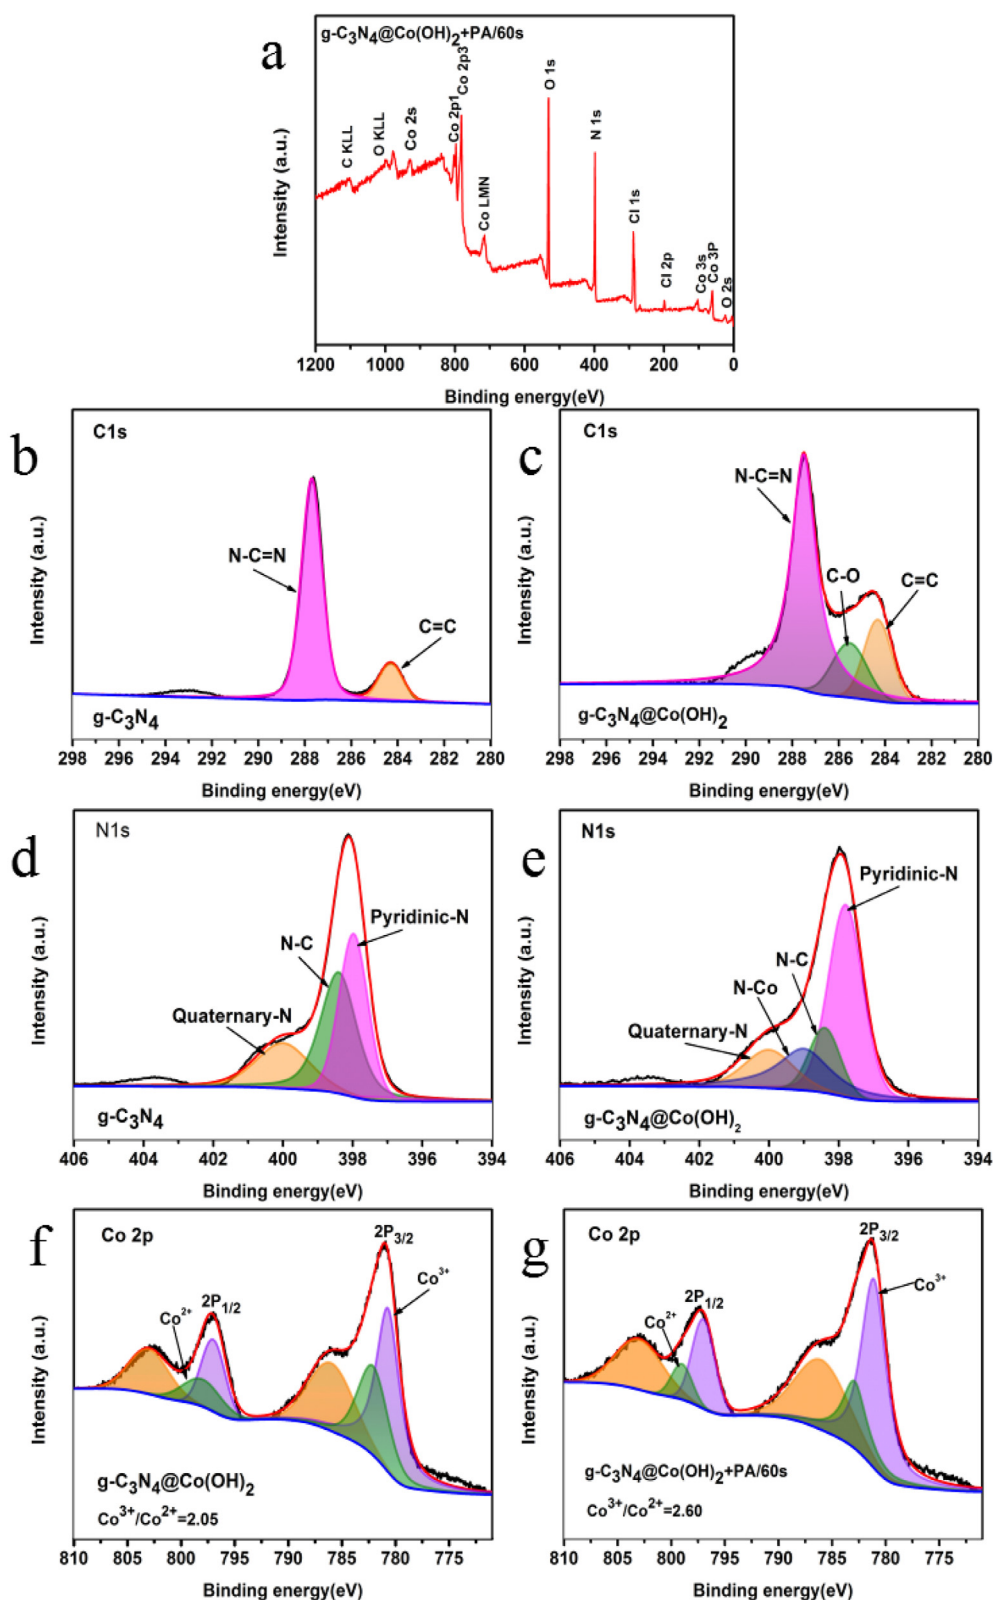 a
g-C₃N₄@Co(OH)₂+PA/60s
C KLL
O KLL
Co 2s
Co 2p1
Co 2p3
Co LMN
O 1s
N 1s
Cl 1s
Cl 2p
Co 3s
Co 3P
O 2s
Intensity (a.u.)
1200 1000 800 600 400 200 0
Binding energy(eV)
b
C1s
N-C=N
C=C
g-C₃N₄
Intensity (a.u.)
298 296 294 292 290 288 286 284 282 280
Binding energy(eV)
c
C1s
N-C=N
C-O
C=C
g-C₃N₄@Co(OH)₂
Intensity (a.u.)
298 296 294 292 290 288 286 284 282 280
Binding energy(eV)
d
N1s
Pyridinic-N
N-C
Quaternary-N
g-C₃N₄
Intensity (a.u.)
406 404 402 400 398 396 394
Binding energy(eV)
e
N1s
Pyridinic-N
N-C
N-Co
Quaternary-N
g-C₃N₄@Co(OH)₂
Intensity (a.u.)
406 404 402 400 398 396 394
Binding energy(eV)
f
Co 2p
2P₃/₂
Co³⁺
2P₁/₂
Co²⁺
g-C₃N₄@Co(OH)₂
Co³⁺/Co²⁺=2.05
Intensity (a.u.)
810 805 800 795 790 785 780 775
Binding energy(eV)
g
Co 2p
2P₃/₂
Co³⁺
2P₁/₂
Co²⁺
g-C₃N₄@Co(OH)₂+PA/60s
Co³⁺/Co²⁺=2.60
Intensity (a.u.)
810 805 800 795 790 785 780 775
Binding energy(eV)